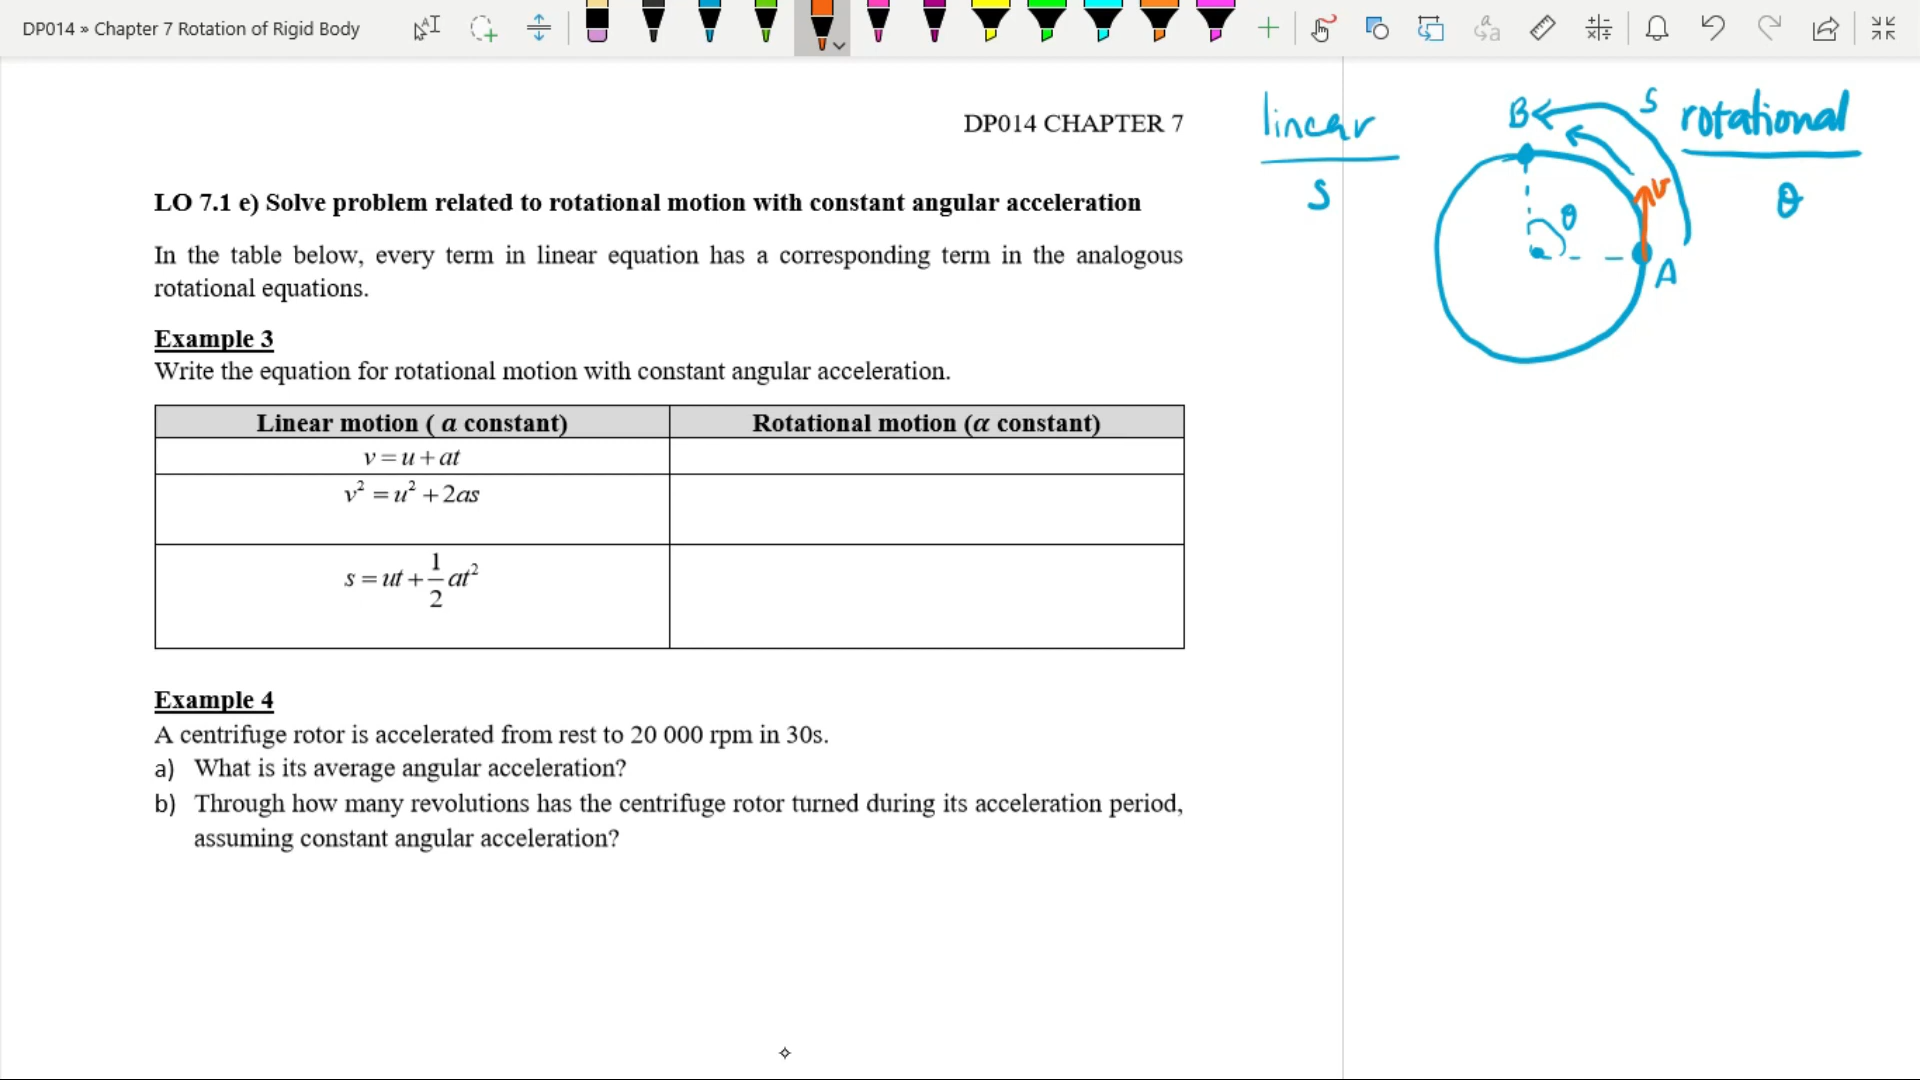 DP014 » Chapter 7 Rotation of Rigid Body
DP014 CHAPTER 7
linear
s
B
s
rotational
v
θ
θ
A
LO 7.1 e) Solve problem related to rotational motion with constant angular acceleration
In the table below, every term in linear equation has a corresponding term in the analogous
rotational equations.
Example 3
Write the equation for rotational motion with constant angular acceleration.
Linear motion ( a constant)
Rotational motion (α constant)
v = u + at
v² = u² + 2as
s = ut + 1/2 at²
Example 4
A centrifuge rotor is accelerated from rest to 20 000 rpm in 30s.
a) What is its average angular acceleration?
b) Through how many revolutions has the centrifuge rotor turned during its acceleration period,
assuming constant angular acceleration?